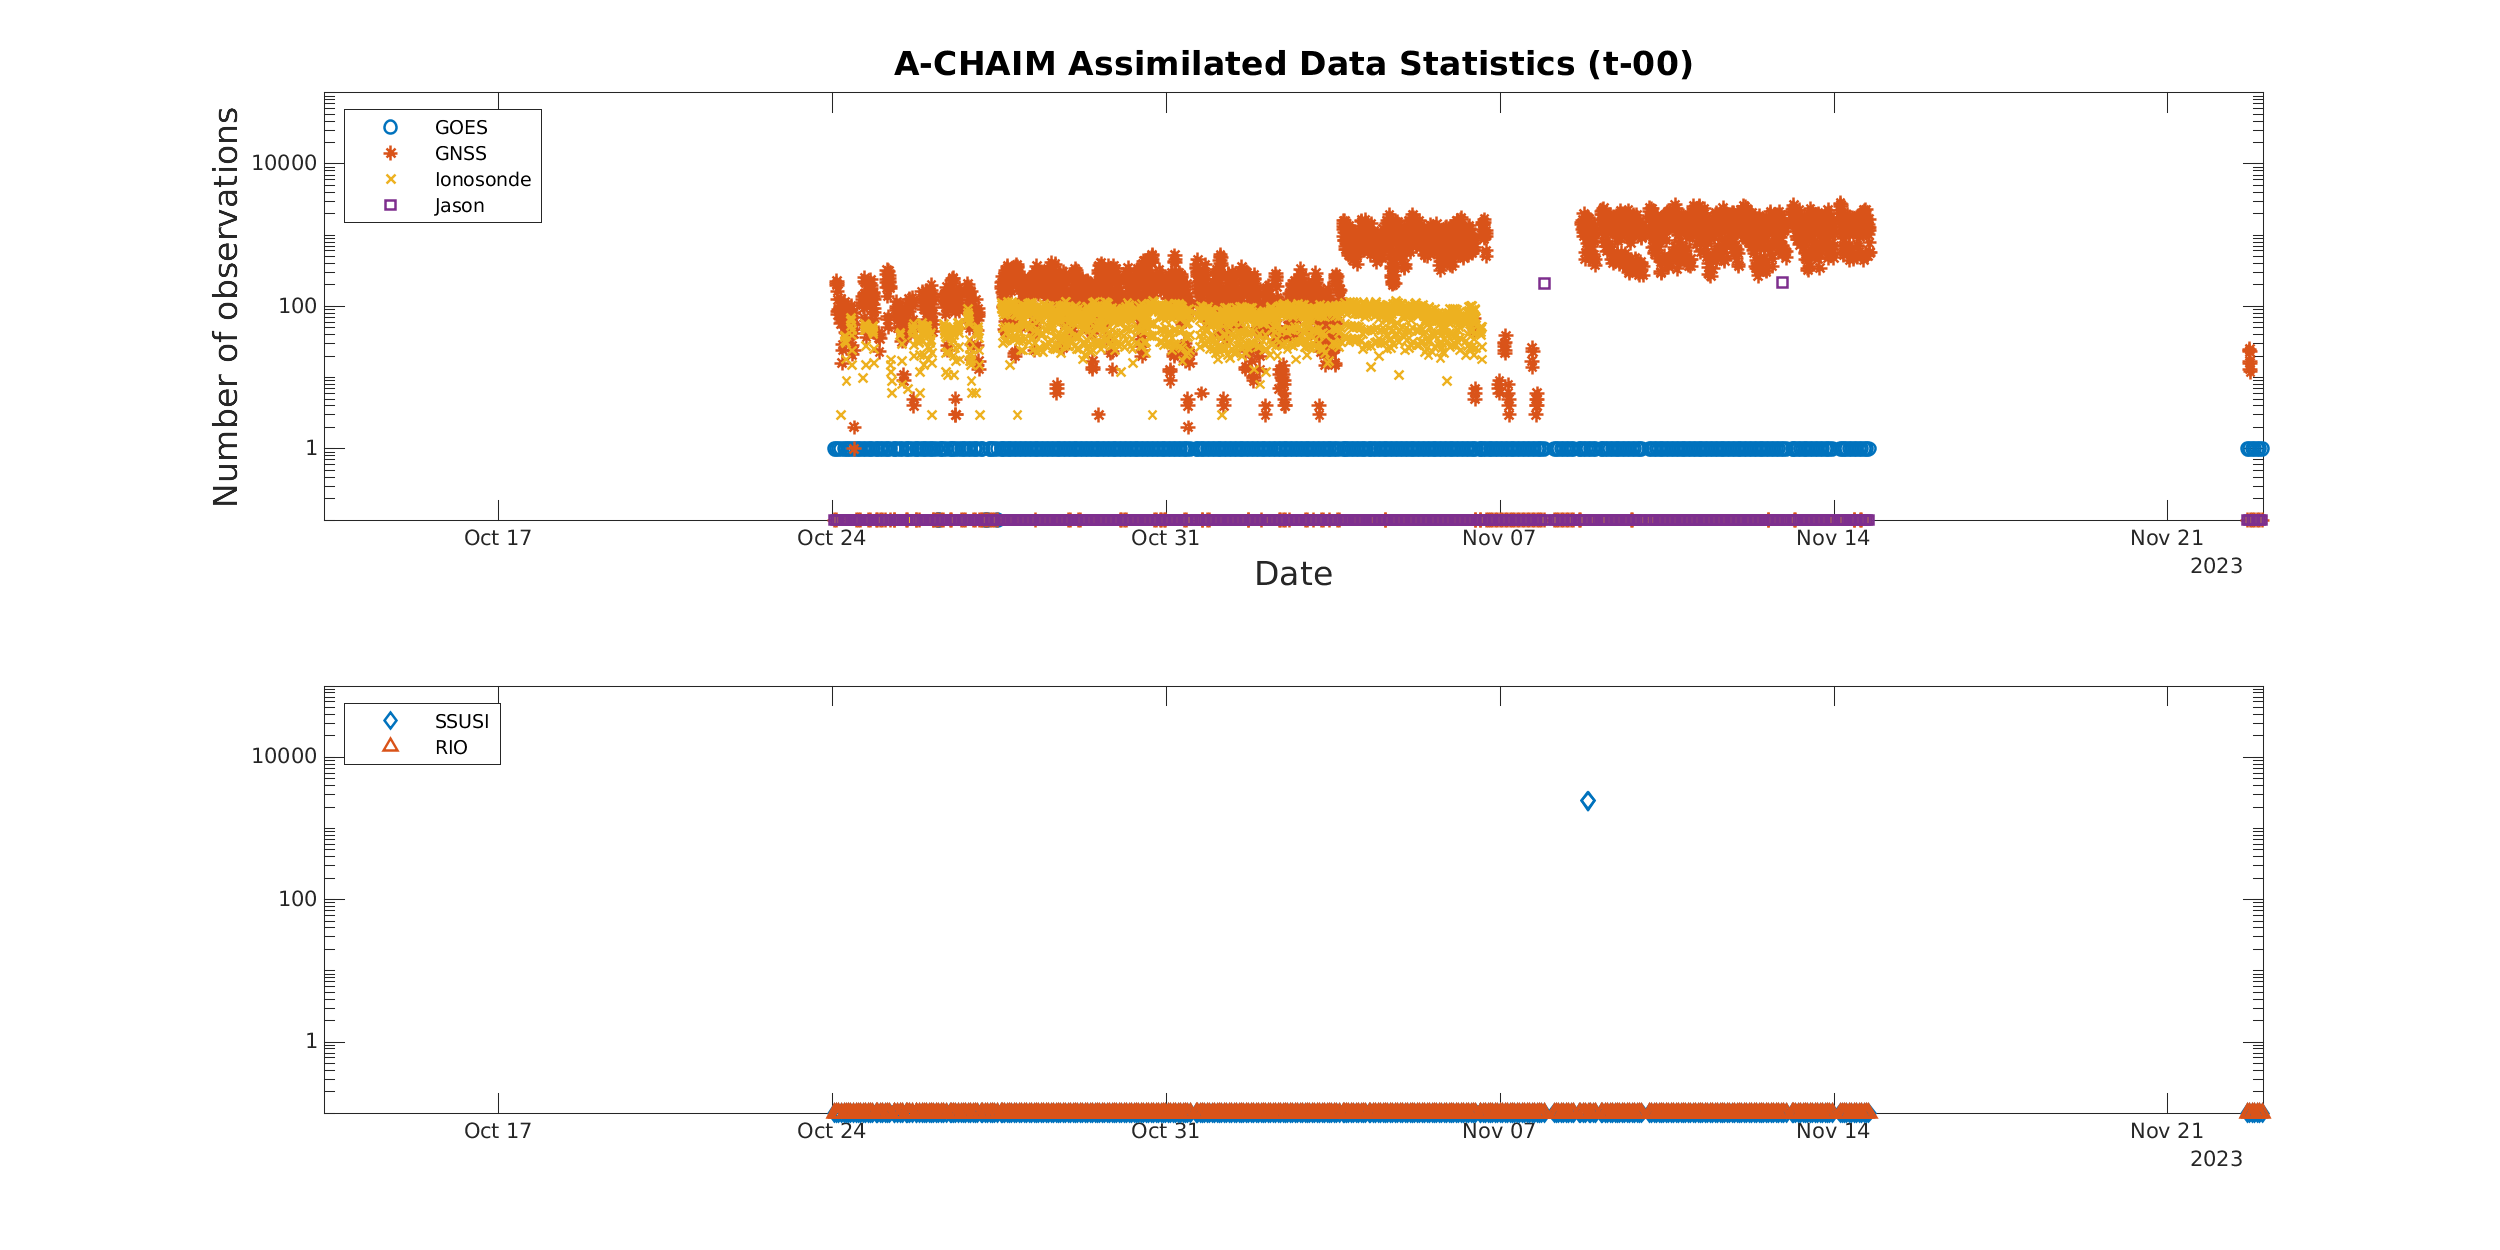 A-CHAIM Assimilated Data Statistics (t-00)
Number of observations
10000
100
1
GOES
GNSS
Ionosonde
Jason
Oct 17
Oct 24
Oct 31
Nov 07
Nov 14
Nov 21
2023
Date
10000
100
1
SSUSI
RIO
Oct 17
Oct 24
Oct 31
Nov 07
Nov 14
Nov 21
2023